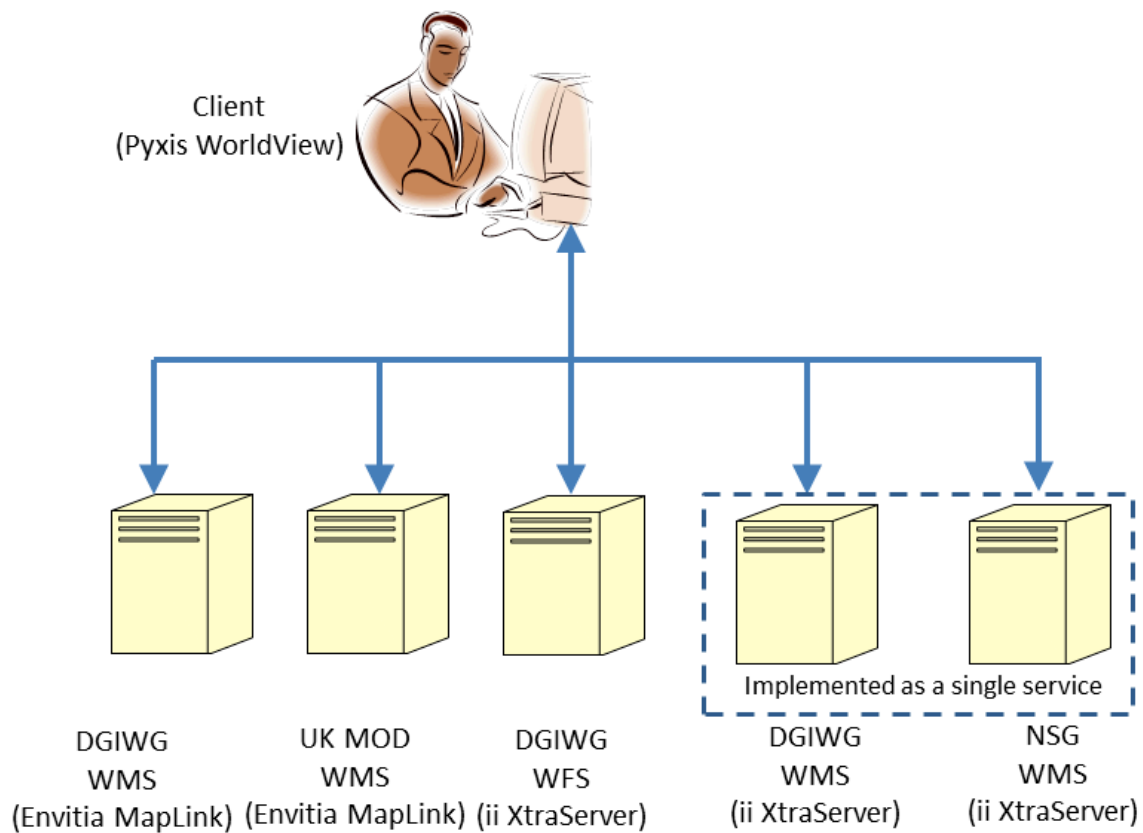 Client
(Pyxis WorldView)
Implemented as a single service
DGIWG
WMS
(Envitia MapLink)
UK MOD
WMS
(Envitia MapLink)
DGIWG
WFS
(ii XtraServer)
DGIWG
WMS
(ii XtraServer)
NSG
WMS
(ii XtraServer)